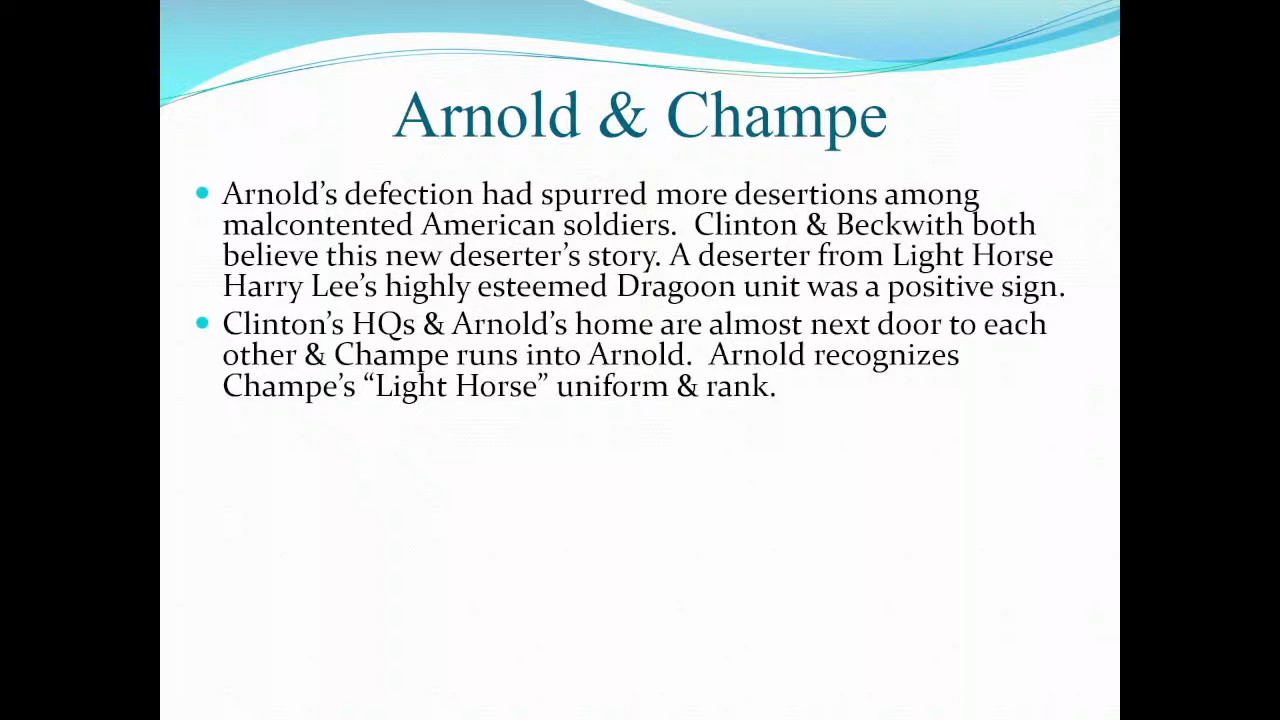 Arnold & Champe
• Arnold’s defection had spurred more desertions among
malcontented American soldiers.  Clinton & Beckwith both
believe this new deserter’s story. A deserter from Light Horse
Harry Lee’s highly esteemed Dragoon unit was a positive sign.
• Clinton’s HQs & Arnold’s home are almost next door to each
other & Champe runs into Arnold.  Arnold recognizes
Champe’s “Light Horse” uniform & rank.